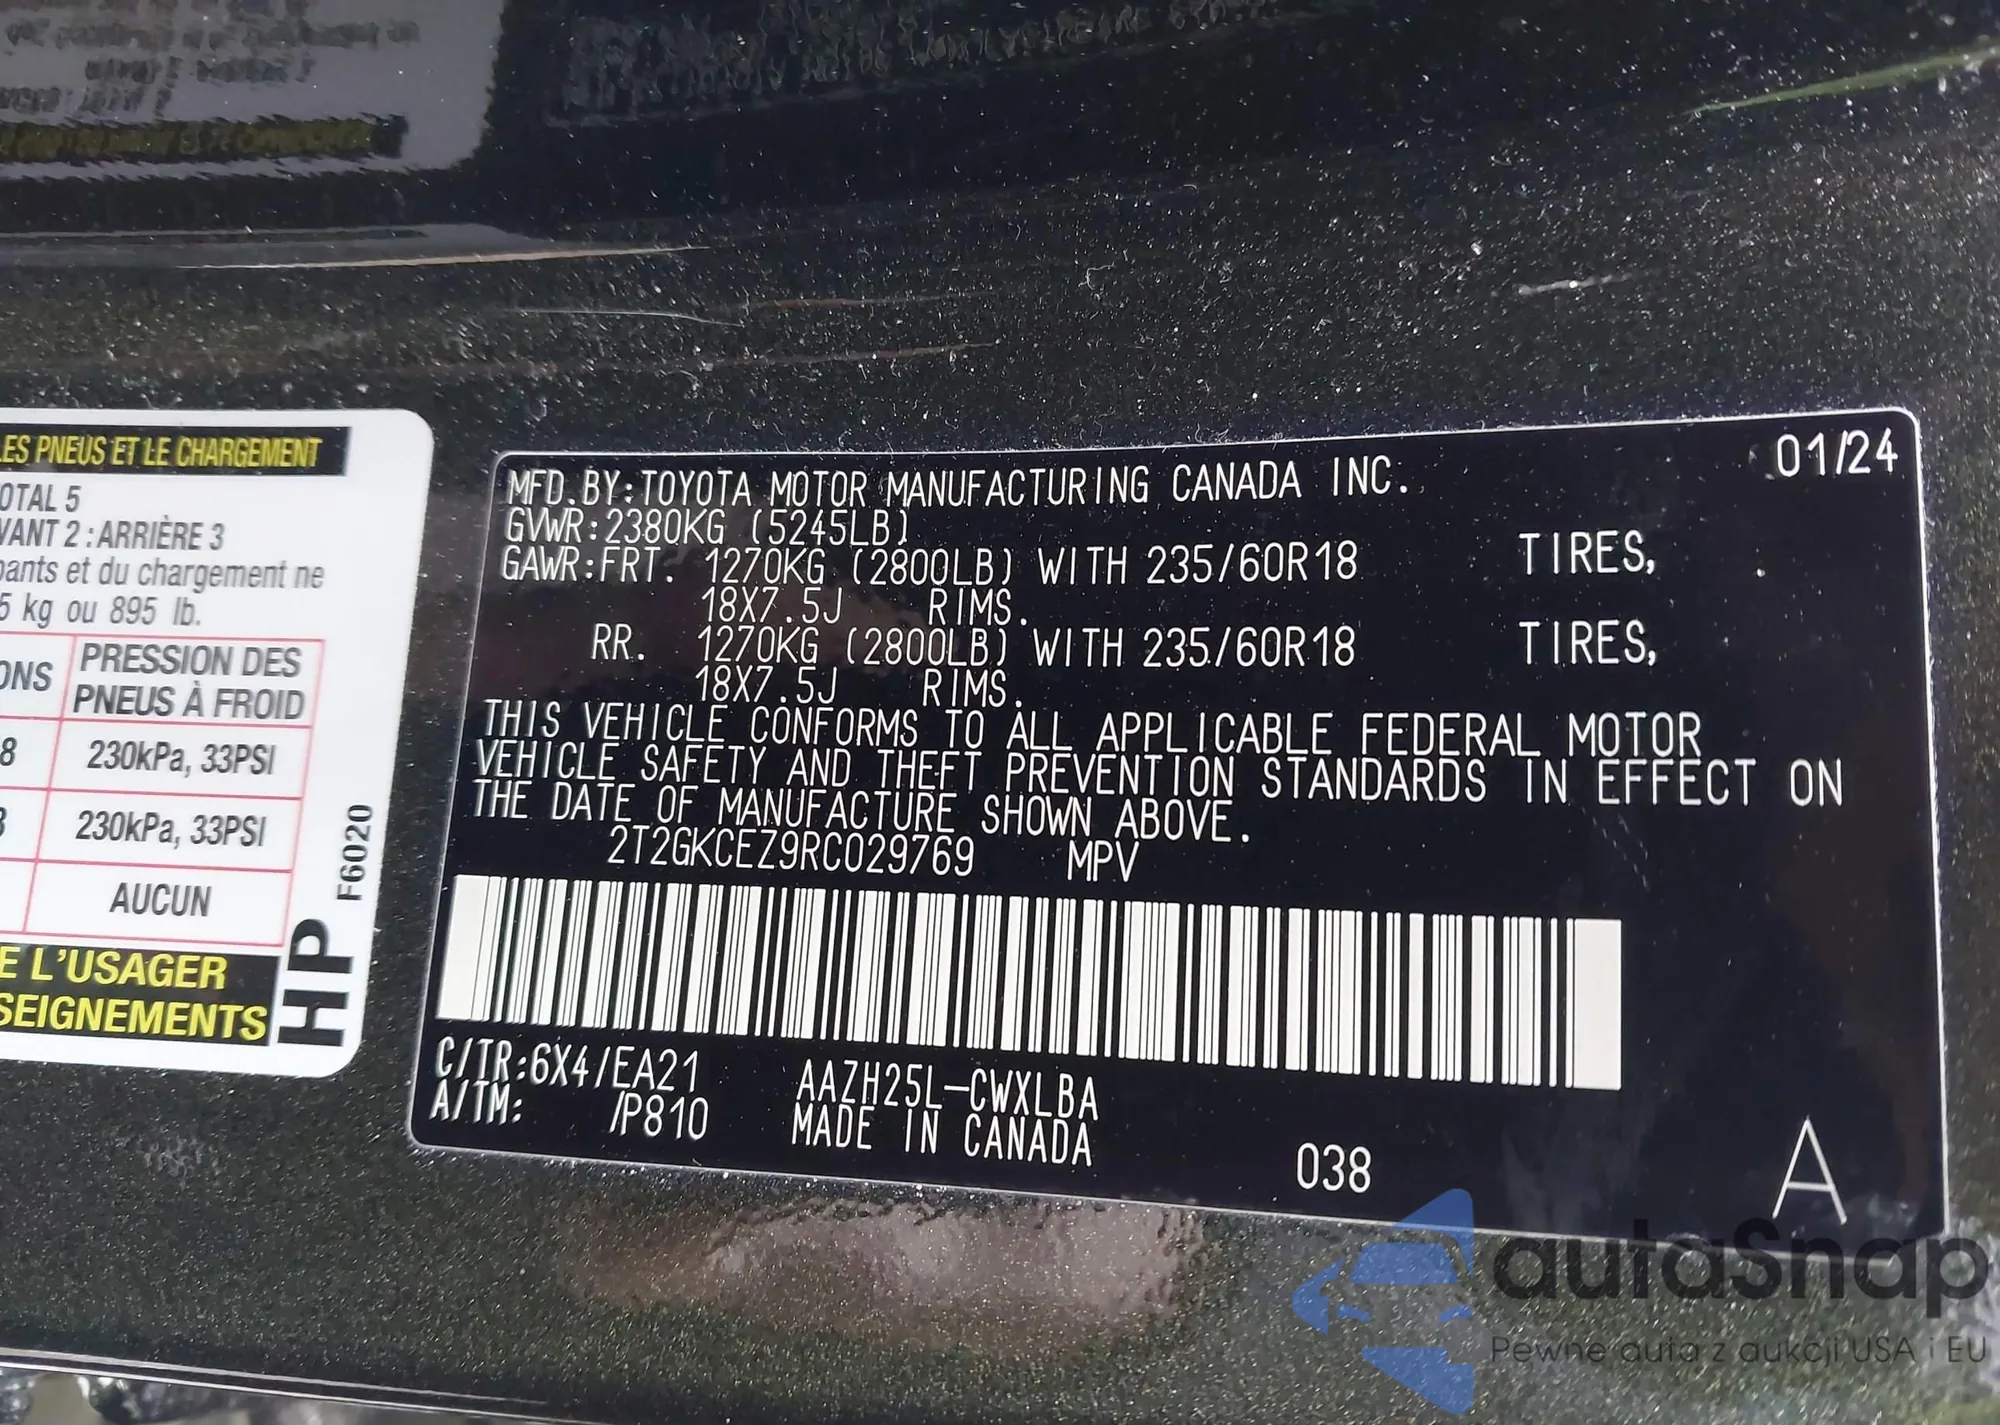 LES PNEUS ET LE CHARGEMENT
OTAL 5
VANT 2 : ARRIÈRE 3
pants et du chargement ne
5 kg ou 895 lb.
ONS PRESSION DES
PNEUS À FROID
8 230kPa, 33PSI
3 230kPa, 33PSI
AUCUN
E L'USAGER
SEIGNEMENTS
HP F6020
01/24
MFD.BY:TOYOTA MOTOR MANUFACTURING CANADA INC.
GVWR:2380KG (5245LB)
GAWR:FRT. 1270KG (2800LB) WITH 235/60R18 TIRES,
18X7.5J RIMS.
RR. 1270KG (2800LB) WITH 235/60R18 TIRES,
18X7.5J RIMS.
THIS VEHICLE CONFORMS TO ALL APPLICABLE FEDERAL MOTOR
VEHICLE SAFETY AND THEFT PREVENTION STANDARDS IN EFFECT ON
THE DATE OF MANUFACTURE SHOWN ABOVE.
2T2GKCEZ9RC029769 MPV
C/TR:6X4/EA21 AAZH25L-CWXLBA
A/TM: /P810 MADE IN CANADA
038
A
autaSnap
Pewne auta z aukcji USA i EU